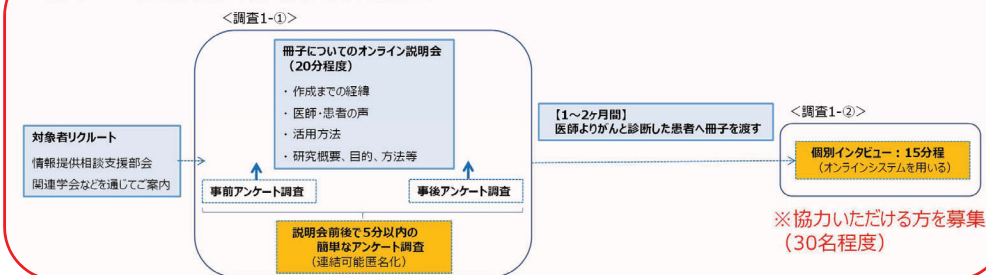 <調査1-①>
冊子についてのオンライン説明会
(20分程度)
・作成までの経緯
・医師・患者の声
・活用方法
・研究概要、目的、方法等
対象者リクルート
情報提供相談支援部会
関連学会などを通じてご案内
事前アンケート調査
事後アンケート調査
説明会前後で5分以内の
簡単なアンケート調査
(連結可能匿名化)
【1~2ヶ月間】
医師よりがんと診断した患者へ冊子を渡す
<調査1-②>
個別インタビュー:15分程
(オンラインシステムを用いる)
※協力いただける方を募集
(30名程度)